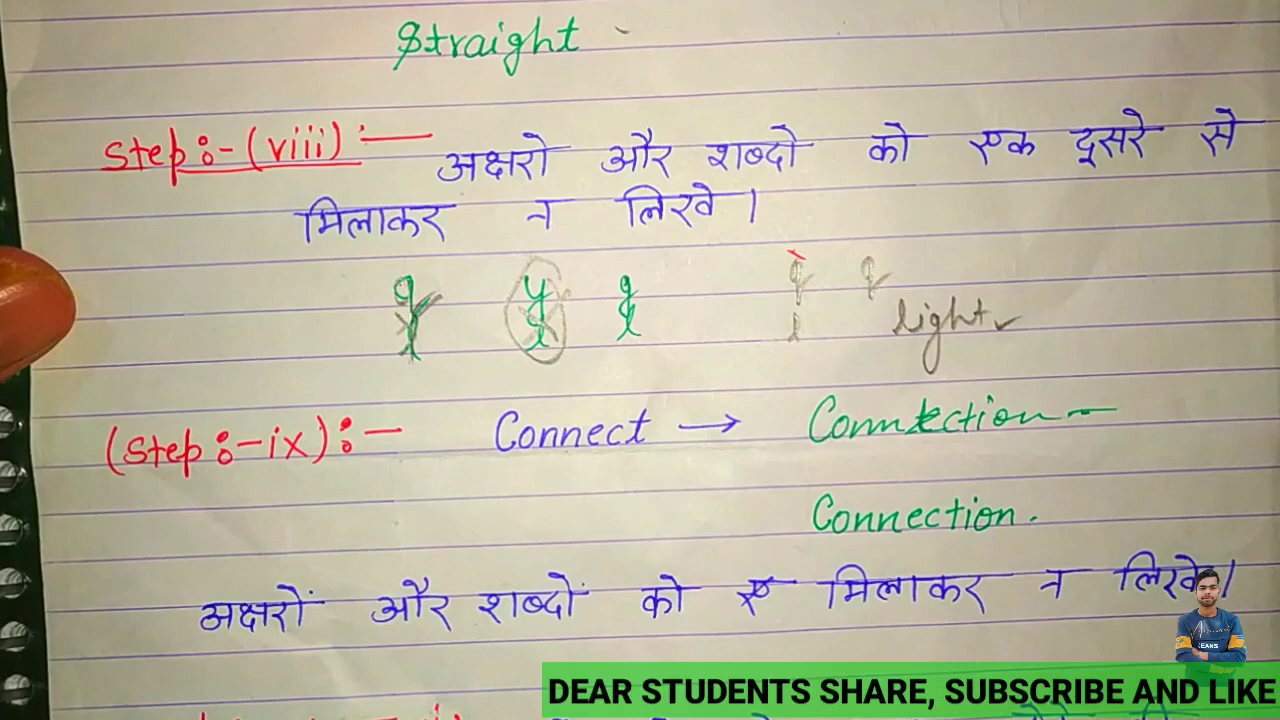 Straight
Step:-(viii):— अक्षरो और शब्दो को एक दूसरे से
मिलाकर न लिखे।
light
(Step:-ix):- Connect → Connection
Connection.
अक्षरों और शब्दों को मिलाकर न लिखे।
DEAR STUDENTS SHARE, SUBSCRIBE AND LIKE